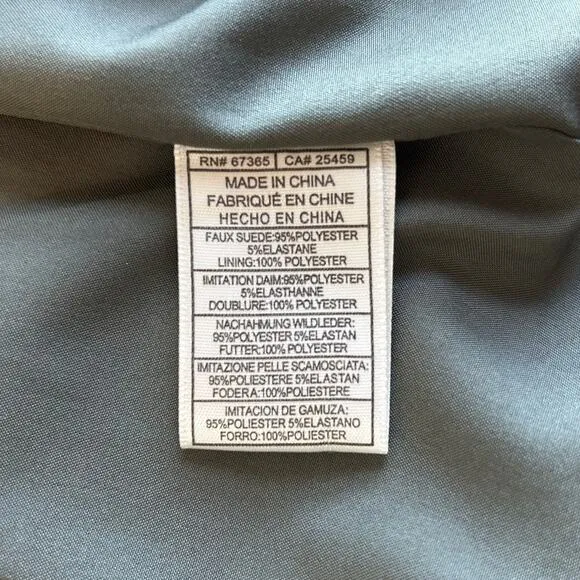 RN# 67365 CA# 25459
MADE IN CHINA
FABRIQUÉ EN CHINE
HECHO EN CHINA
FAUX SUEDE:95%POLYESTER
5%ELASTANE
LINING:100% POLYESTER
IMITATION DAIM:95%POLYESTER
5%ELASTHANNE
DOUBLURE:100% POLYESTER
NACHAHMUNG WILDLEDER:
95%POLYESTER 5%ELASTAN
FUTTER:100% POLYESTER
IMITAZIONE PELLE SCAMOSCIATA:
95%POLIESTERE 5%ELASTAN
FODERA:100%POLIESTERE
IMITACION DE GAMUZA:
95%POLIESTER 5%ELASTANO
FORRO:100%POLIESTER